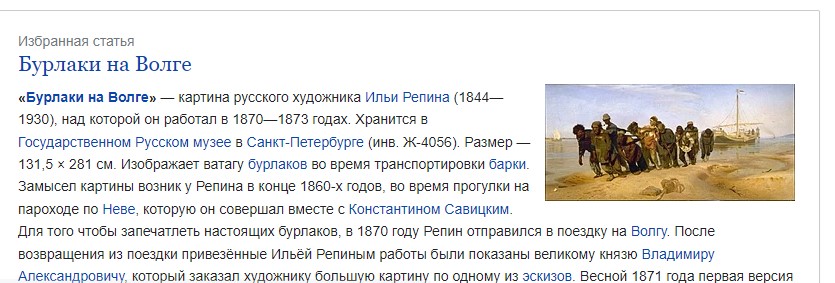 Избранная статья
Бурлаки на Волге
«Бурлаки на Волге» — картина русского художника Ильи Репина (1844—
1930), над которой он работал в 1870—1873 годах. Хранится в
Государственном Русском музее в Санкт-Петербурге (инв. Ж-4056). Размер —
131,5 × 281 см. Изображает ватагу бурлаков во время транспортировки барки.
Замысел картины возник у Репина в конце 1860-х годов, во время прогулки на
пароходе по Неве, которую он совершал вместе с Константином Савицким.
Для того чтобы запечатлеть настоящих бурлаков, в 1870 году Репин отправился в поездку на Волгу. После
возвращения из поездки привезённые Ильёй Репиным работы были показаны великому князю Владимиру
Александровичу, который заказал художнику большую картину по одному из эскизов. Весной 1871 года первая версия